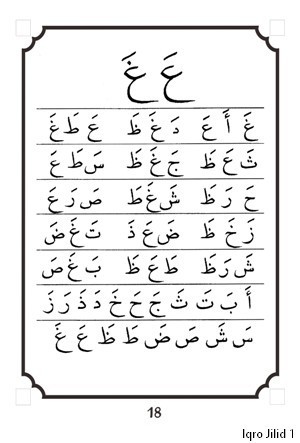 عَ غَ
غَ أَ عَ دَ غَ ظَ عَ طَ غَ
ثَ عَ ظَ جَ غَ ظَ سَ طَ عَ
حَ رَ ظَ شَ غَ طَ صَ رَ عَ
زَ خَ ظَ ضَ عَ ذَ تَ غَ ضَ
شَ رَ ظَ طَ عَ ظَ بَ غَ صَ
أَ بَ تَ ثَ جَ حَ خَ دَ ذَ رَ زَ
سَ شَ صَ ضَ طَ ظَ عَ غَ
18
Iqro Jilid 1